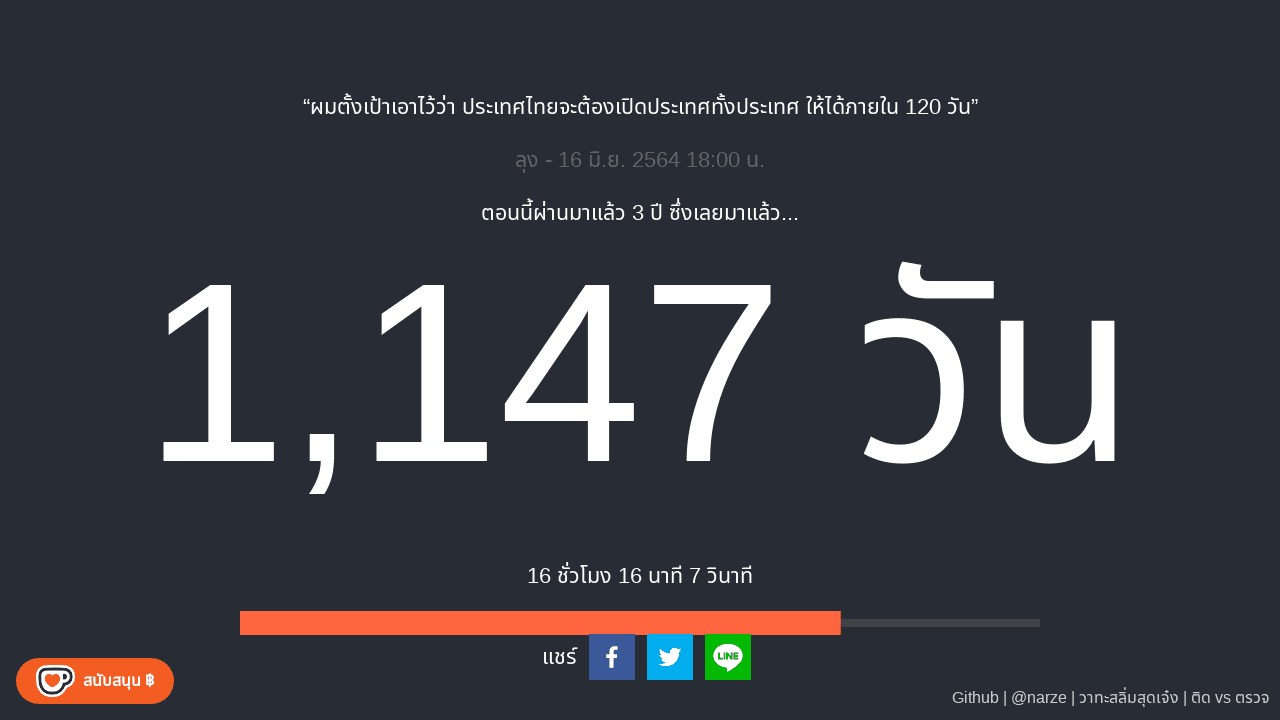 “ผมตั้งเป้าเอาไว้ว่า ประเทศไทยจะต้องเปิดประเทศทั้งประเทศ ให้ได้ภายใน 120 วัน”
ลุง - 16 มิ.ย. 2564 18:00 น.
ตอนนี้ผ่านมาแล้ว 3 ปี ซึ่งเลยมาแล้ว...
1,147 วัน
16 ชั่วโมง 16 นาที 7 วินาที
แชร์
LINE
สนับสนุน ฿
Github | @narze | วาทะสลิ่มสุดเจ๋ง | ติด vs ตรวจ